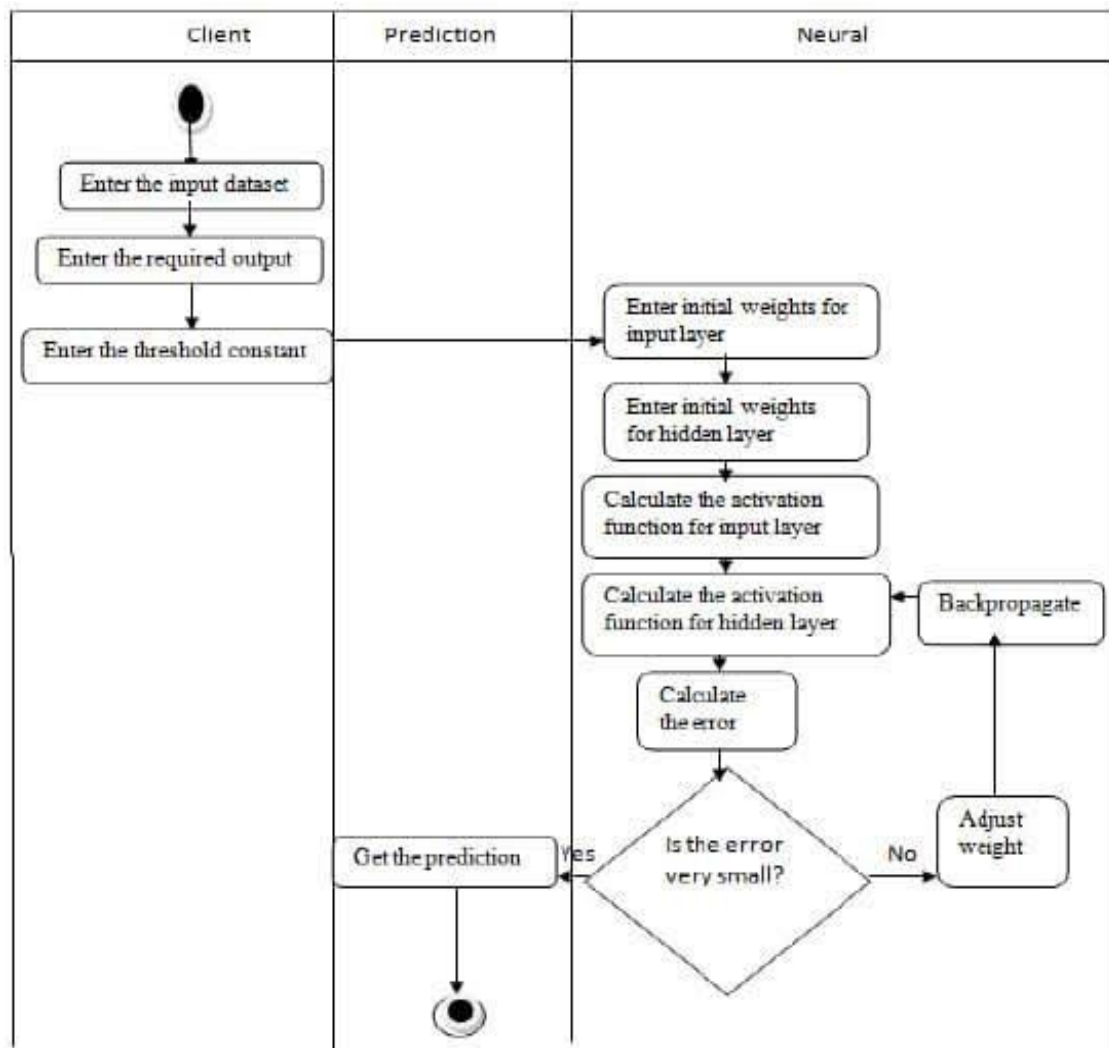 Client
Prediction
Neural
Enter the input dataset
Enter the required output
Enter the threshold constant
Enter initial weights for
input layer
Enter initial weights
for hidden layer
Calculate the activation
function for input layer
Calculate the activation
function for hidden layer
Backpropagate
Calculate
the error
Is the error
very small?
Yes
No
Adjust
weight
Get the prediction